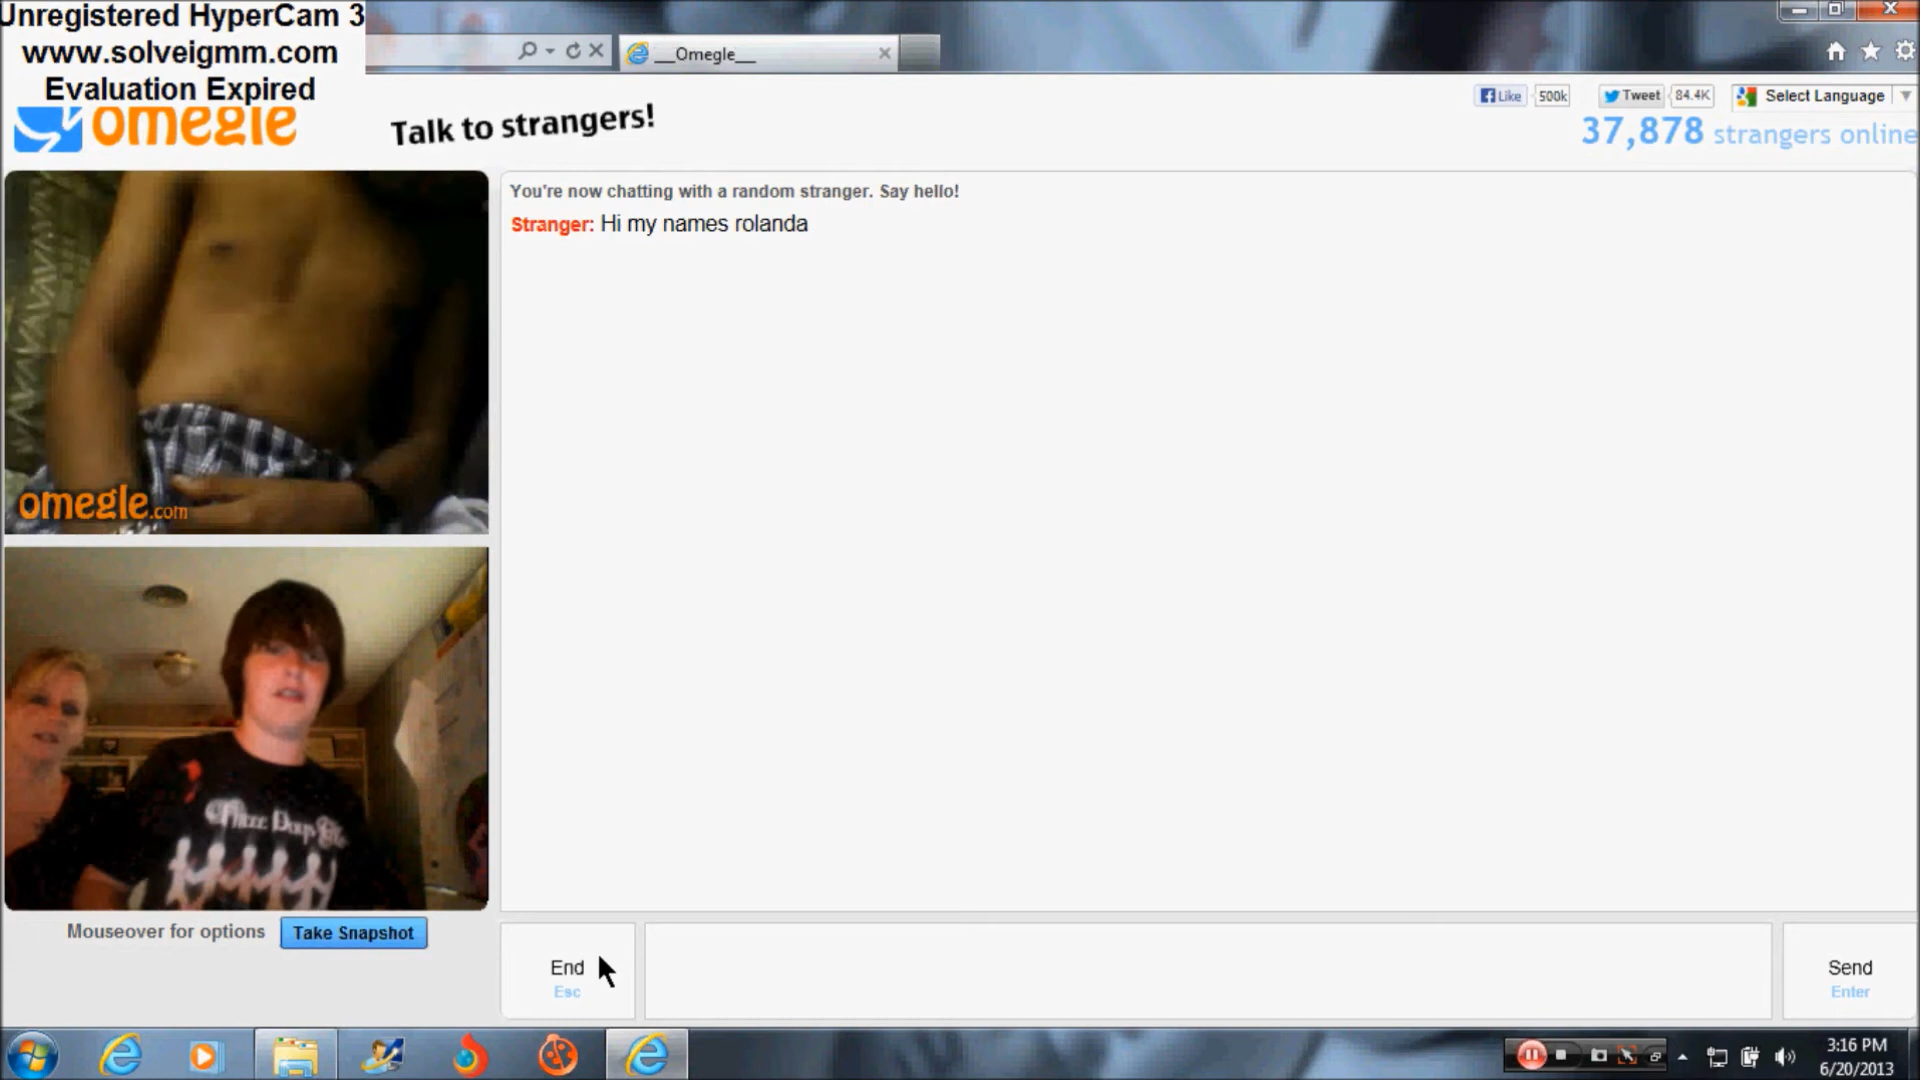 Unregistered HyperCam 3
www.solveigmm.com
Evaluation Expired
__Omegle__
omegle
Talk to strangers!
Like 500k
Tweet 84.4K
Select Language
37,878 strangers online
You're now chatting with a random stranger. Say hello!
Stranger: Hi my names rolanda
omegle.com
Mouseover for options
Take Snapshot
End
Esc
Send
Enter
3:16 PM
6/20/2013